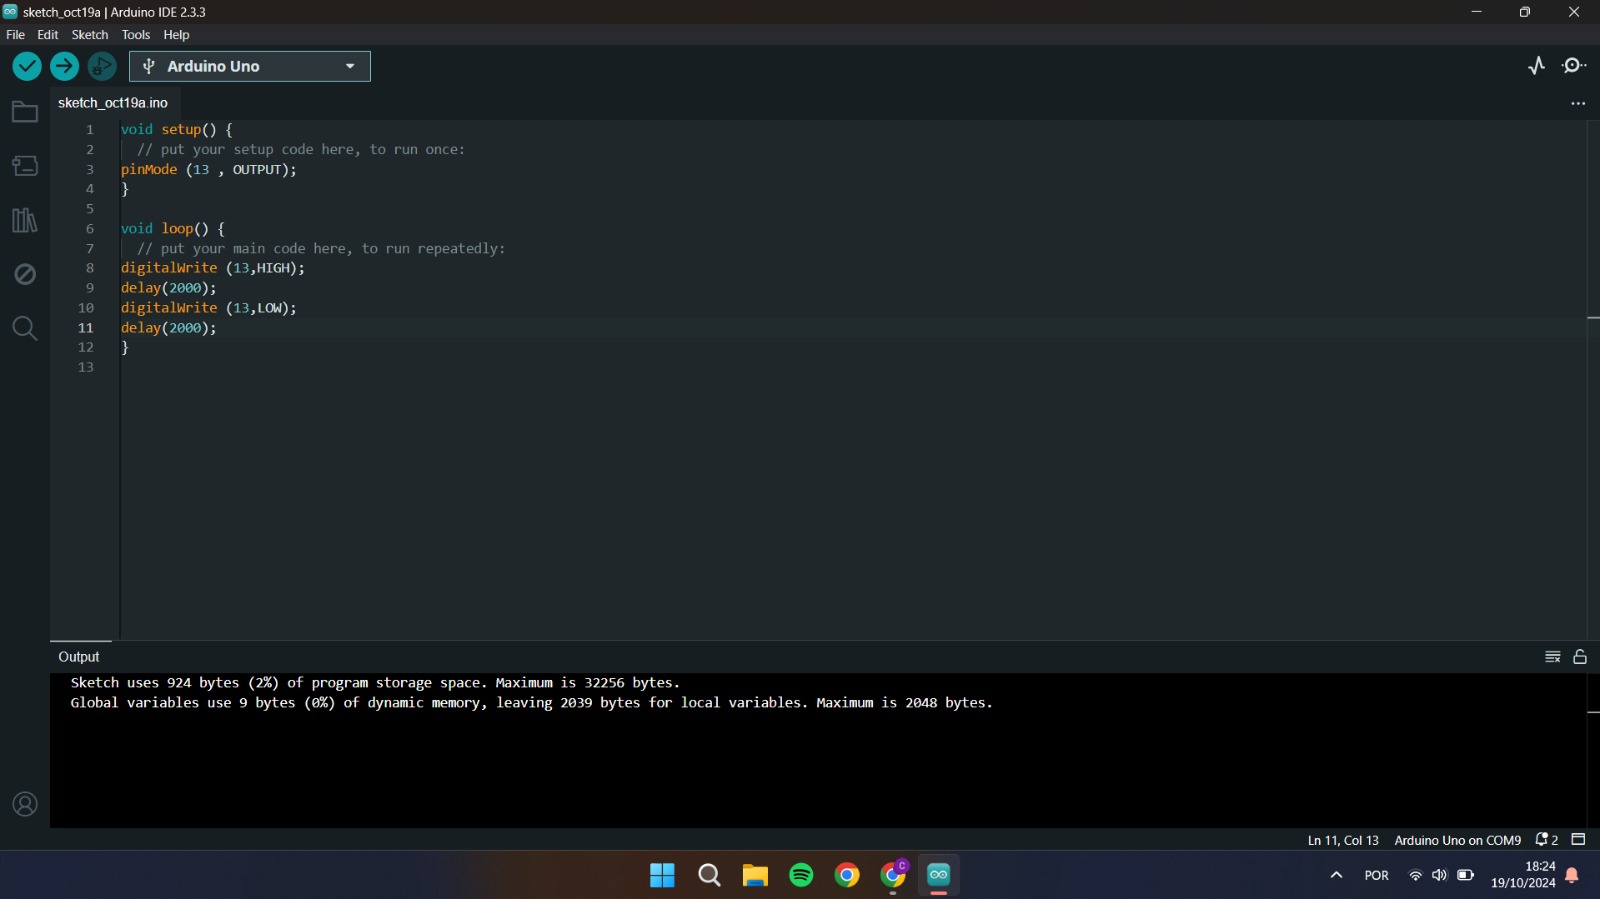 sketch_oct19a | Arduino IDE 2.3.3
File Edit Sketch Tools Help
Arduino Uno
sketch_oct19a.ino
1 void setup() {
2 // put your setup code here, to run once:
3 pinMode (13 , OUTPUT);
4 }
5
6 void loop() {
7 // put your main code here, to run repeatedly:
8 digitalWrite (13,HIGH);
9 delay(2000);
10 digitalWrite (13,LOW);
11 delay(2000);
12 }
13
Output
Sketch uses 924 bytes (2%) of program storage space. Maximum is 32256 bytes.
Global variables use 9 bytes (0%) of dynamic memory, leaving 2039 bytes for local variables. Maximum is 2048 bytes.
Ln 11, Col 13 Arduino Uno on COM9 2
C
POR
18:24
19/10/2024